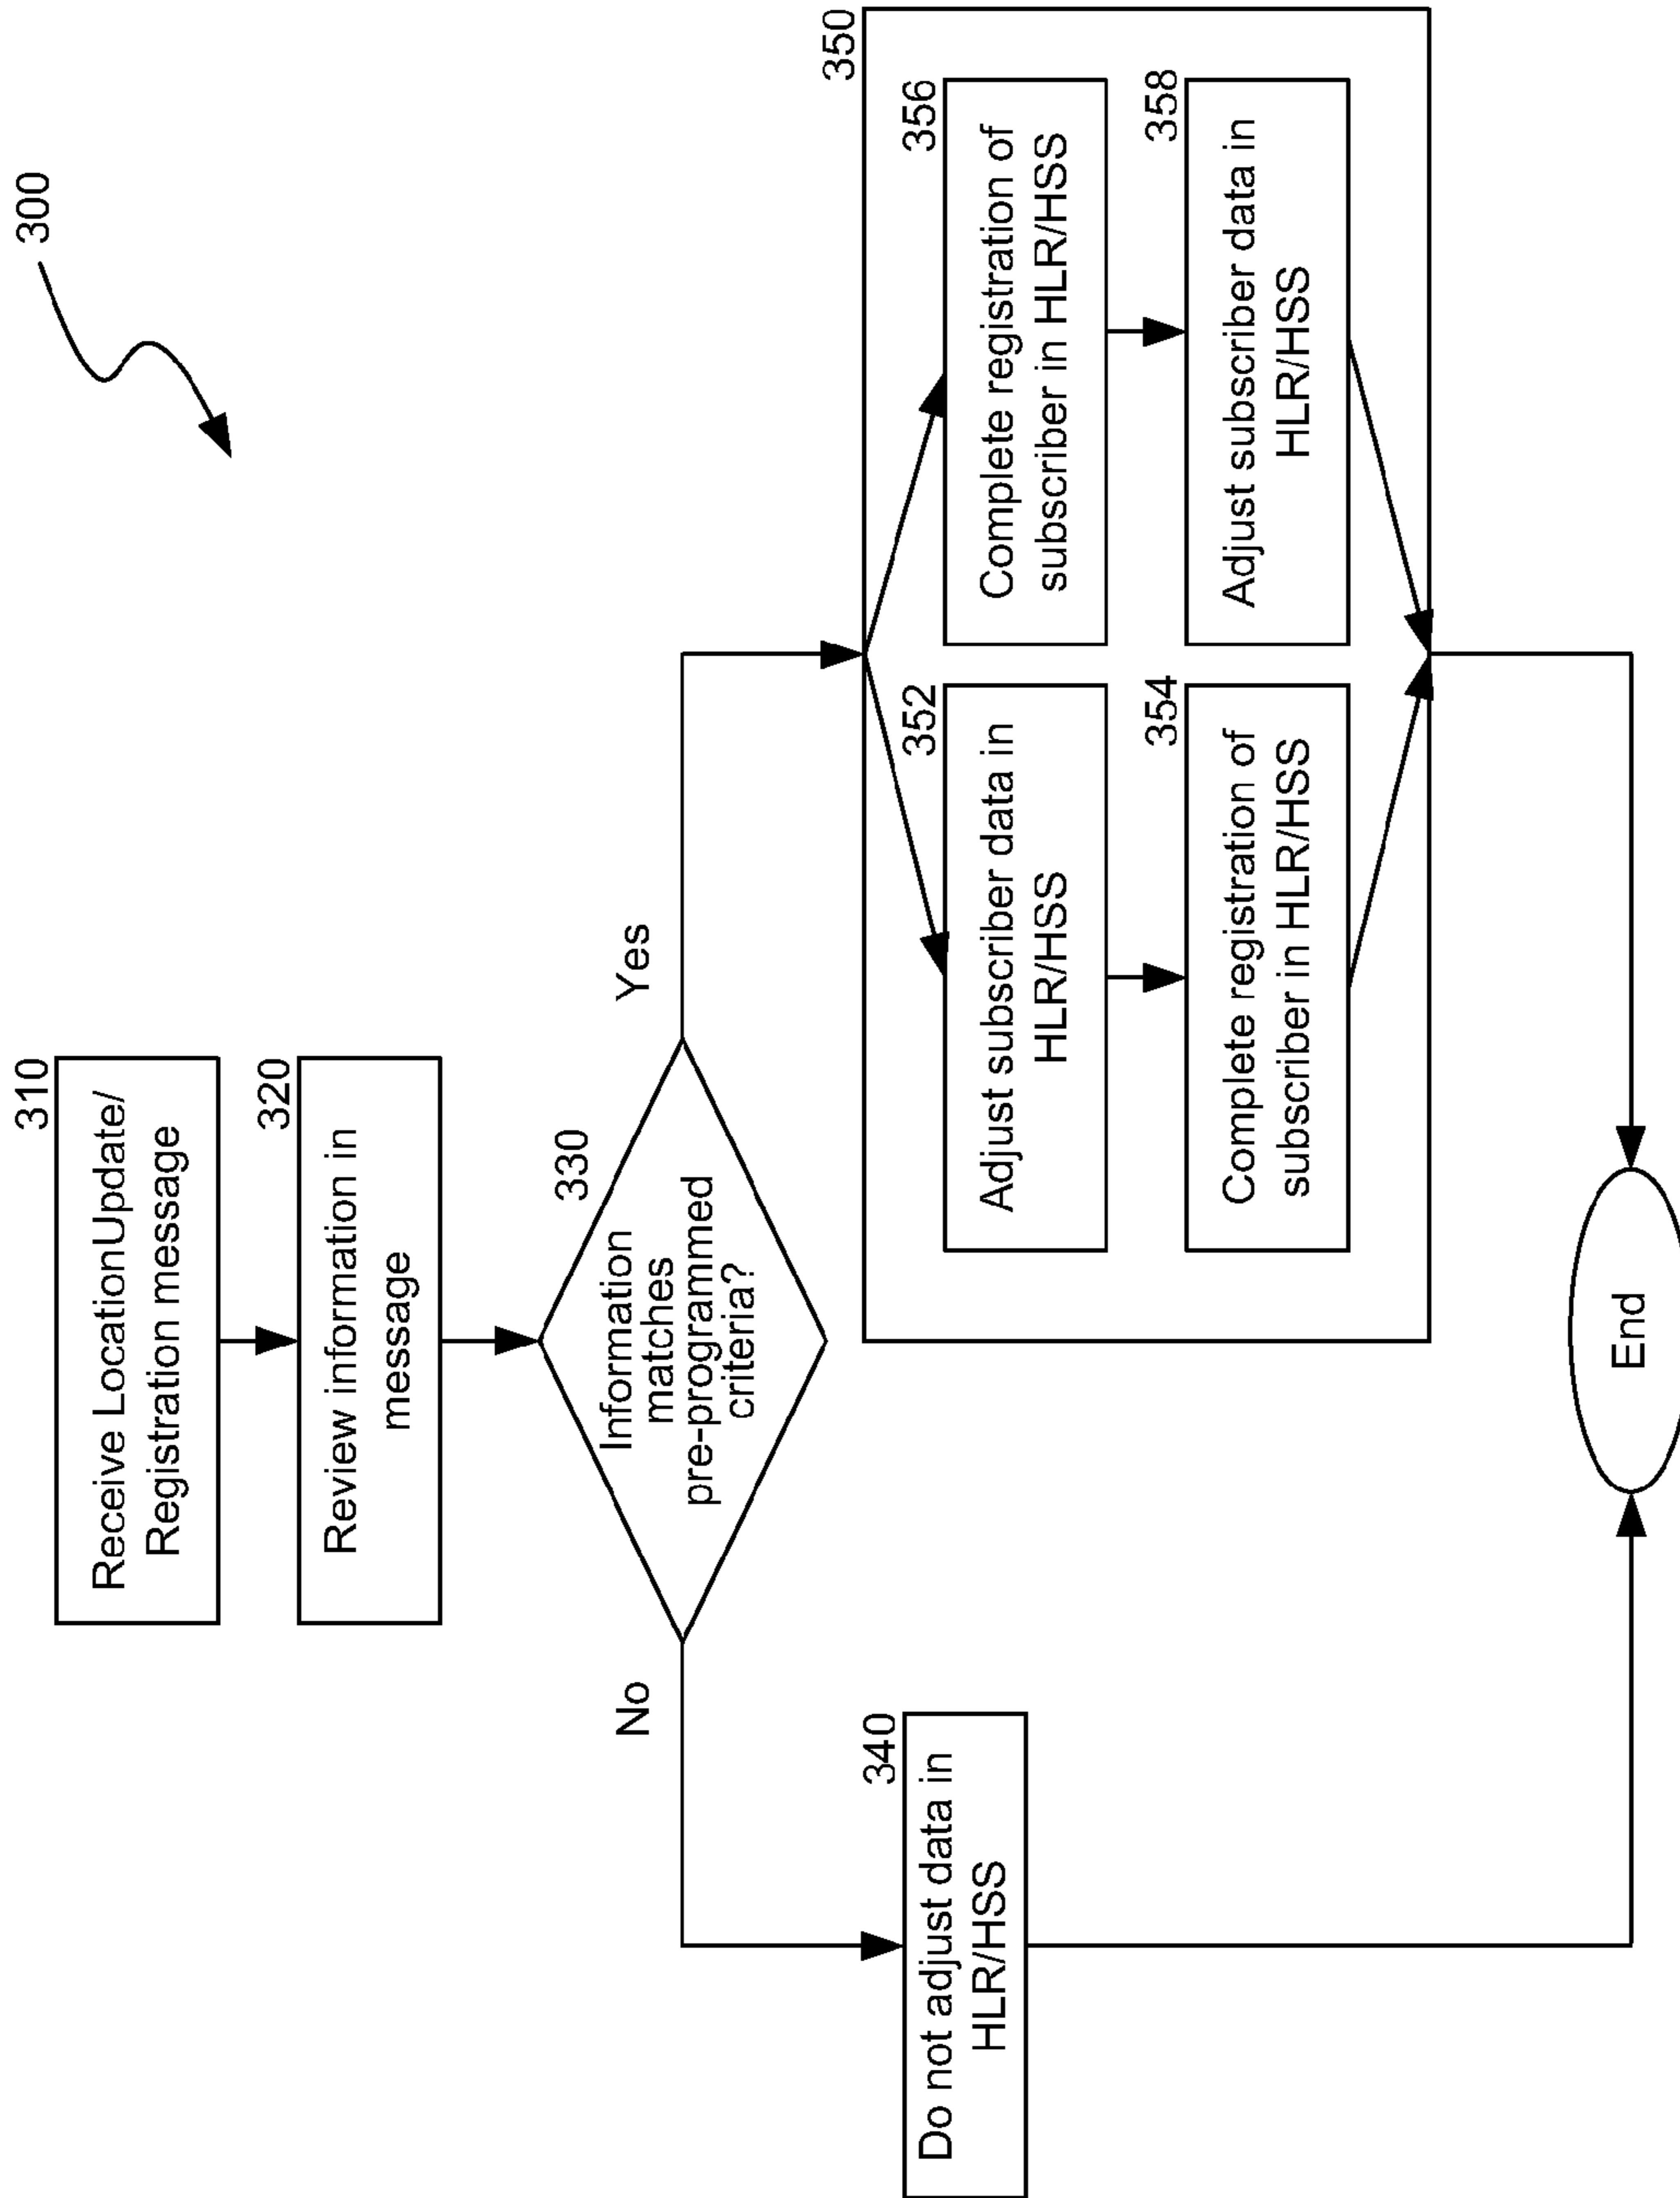 300
310
Receive LocationUpdate/
Registration message
320
Review information in
message
330
Information
matches
pre-programmed
criteria?
No
Yes
340
Do not adjust data in
HLR/HSS
350
352
Adjust subscriber data in
HLR/HSS
354
Complete registration of
subscriber in HLR/HSS
356
Complete registration of
subscriber in HLR/HSS
358
Adjust subscriber data in
HLR/HSS
End